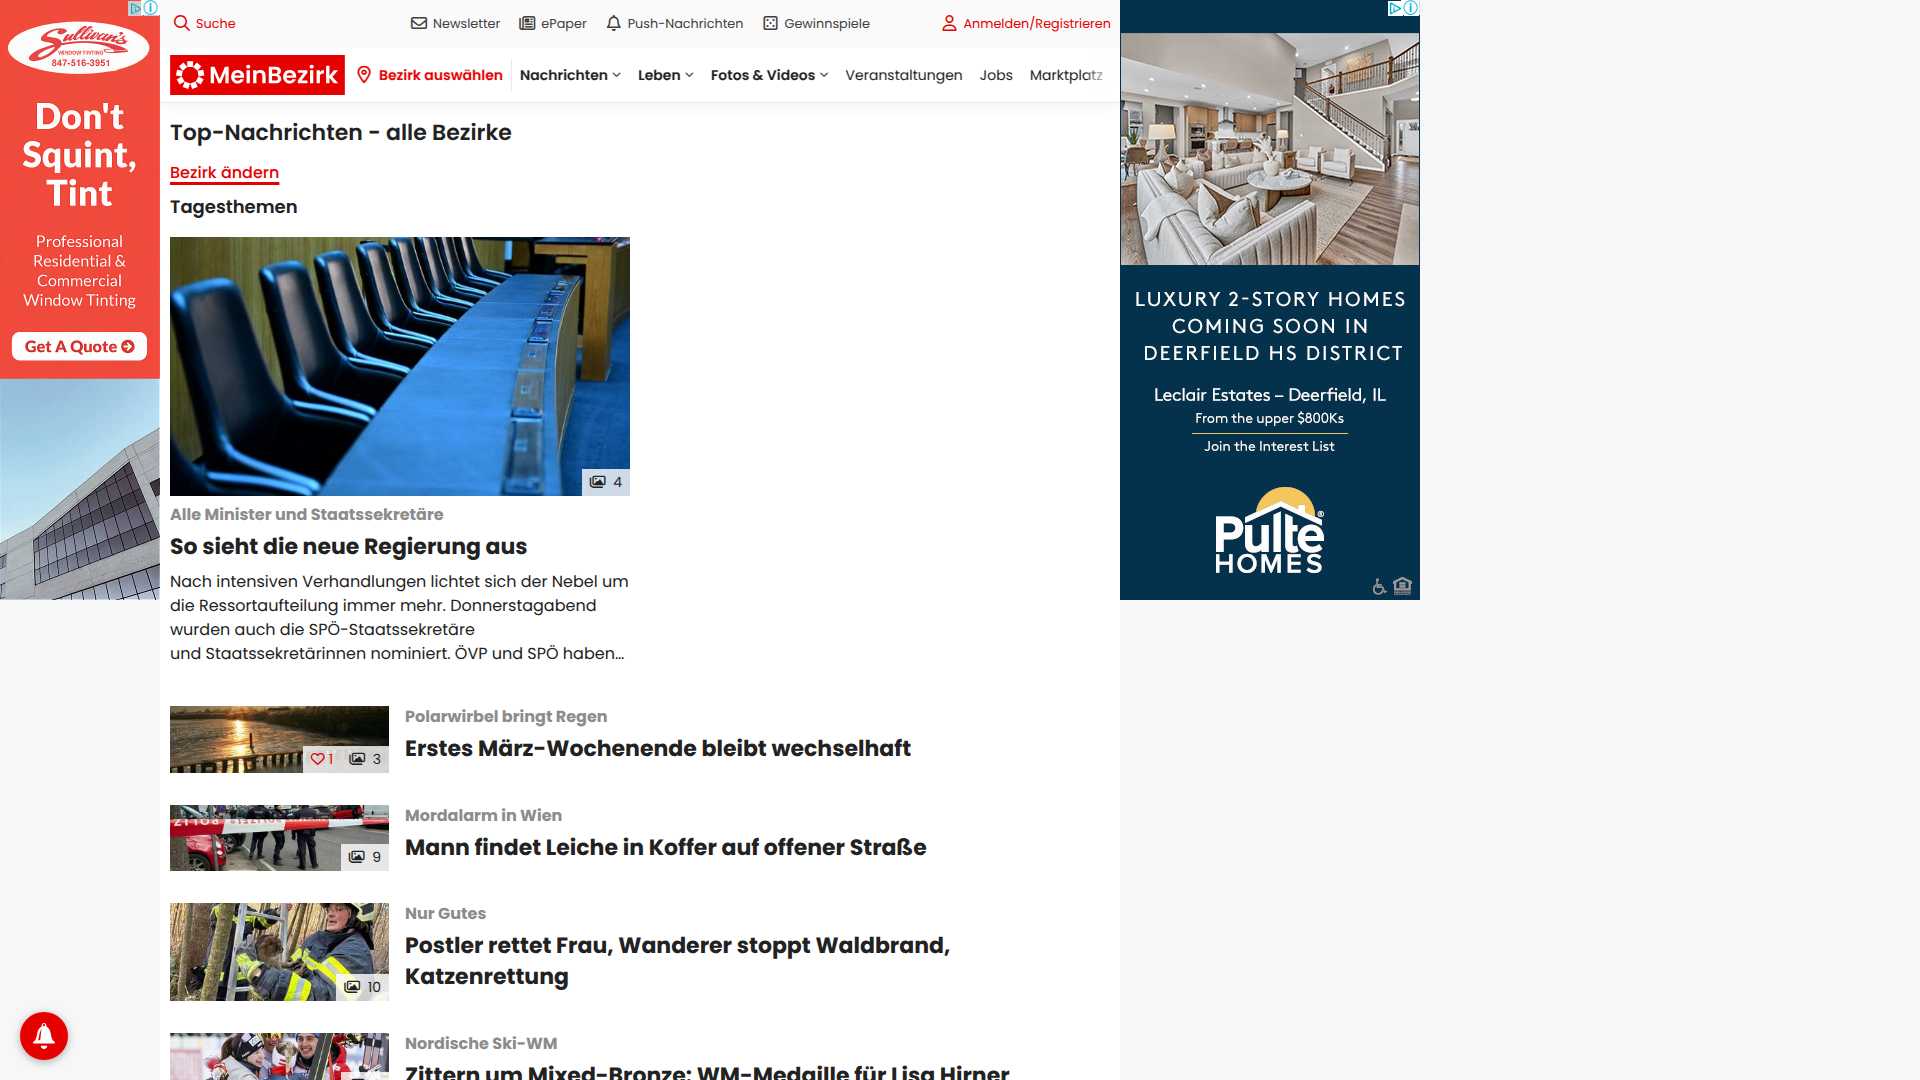 Suche
Newsletter
ePaper
Push-Nachrichten
Gewinnspiele
Anmelden/Registrieren
MeinBezirk
Bezirk auswählen
Nachrichten
Leben
Fotos & Videos
Veranstaltungen
Jobs
Marktplatz
Sullivan's
WINDOW TINTING
847-516-3951
Don't
Squint,
Tint
Professional
Residential &
Commercial
Window Tinting
Get A Quote
Top-Nachrichten - alle Bezirke
Bezirk ändern
Tagesthemen
4
Alle Minister und Staatssekretäre
So sieht die neue Regierung aus
Nach intensiven Verhandlungen lichtet sich der Nebel um
die Ressortaufteilung immer mehr. Donnerstagabend
wurden auch die SPÖ-Staatssekretäre
und Staatssekretärinnen nominiert. ÖVP und SPÖ haben...
1
3
Polarwirbel bringt Regen
Erstes März-Wochenende bleibt wechselhaft
9
Mordalarm in Wien
Mann findet Leiche in Koffer auf offener Straße
10
Nur Gutes
Postler rettet Frau, Wanderer stoppt Waldbrand,
Katzenrettung
Nordische Ski-WM
Zittern um Mixed-Bronze: WM-Medaille für Lisa Hirner
LUXURY 2-STORY HOMES
COMING SOON IN
DEERFIELD HS DISTRICT
Leclair Estates – Deerfield, IL
From the upper $800Ks
Join the Interest List
Pulte®
HOMES